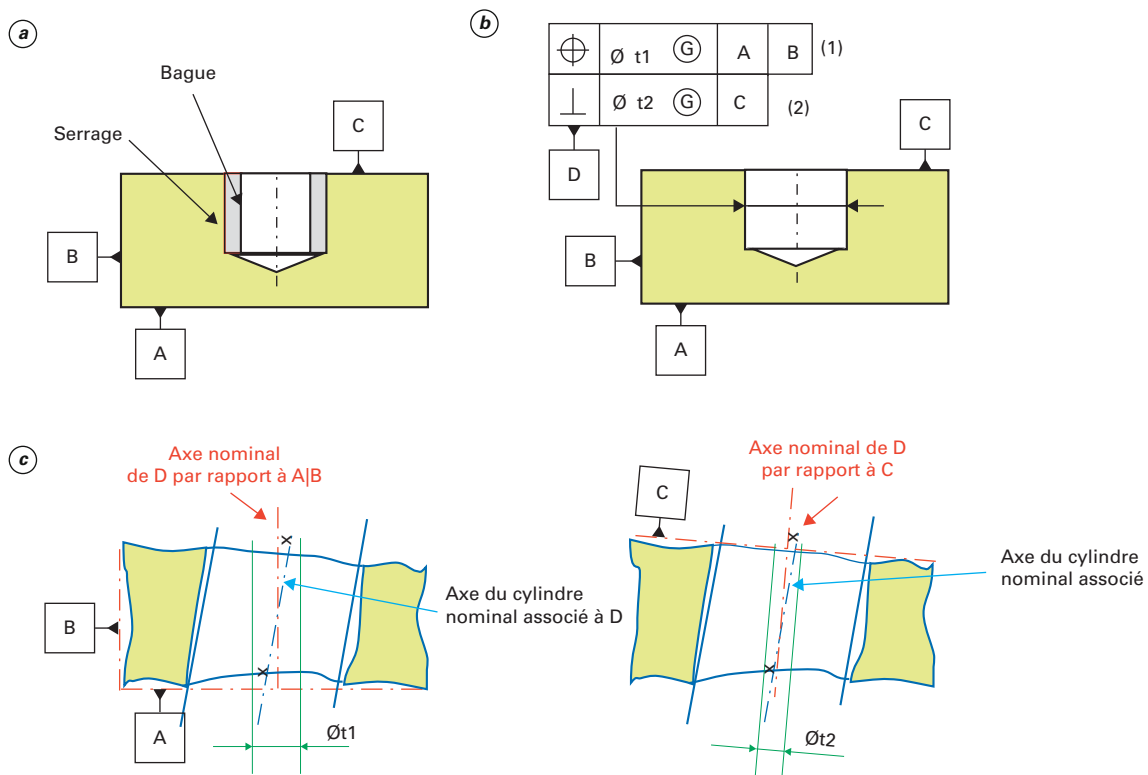 a
Bague
Serrage
C
B
A
b
Ø t1 G A B (1)
Ø t2 G C (2)
D
C
B
A
c
Axe nominal
de D par rapport à A|B
B
A
x
x
Axe du cylindre
nominal associé à D
Øt1
Axe nominal de D
par rapport à C
C
x
x
Axe du cylindre
nominal associé
Øt2